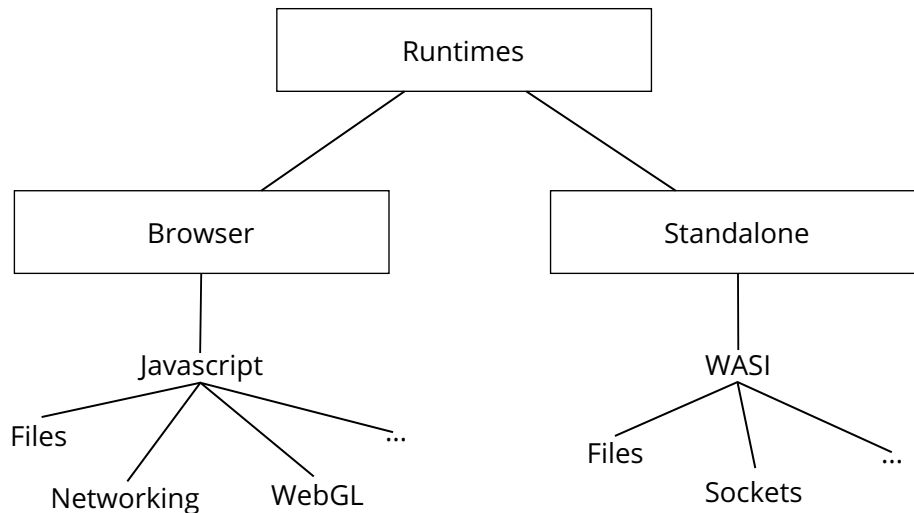 Runtimes
Browser
Standalone
Javascript
WASI
Files
Networking
WebGL
...
Files
Sockets
...